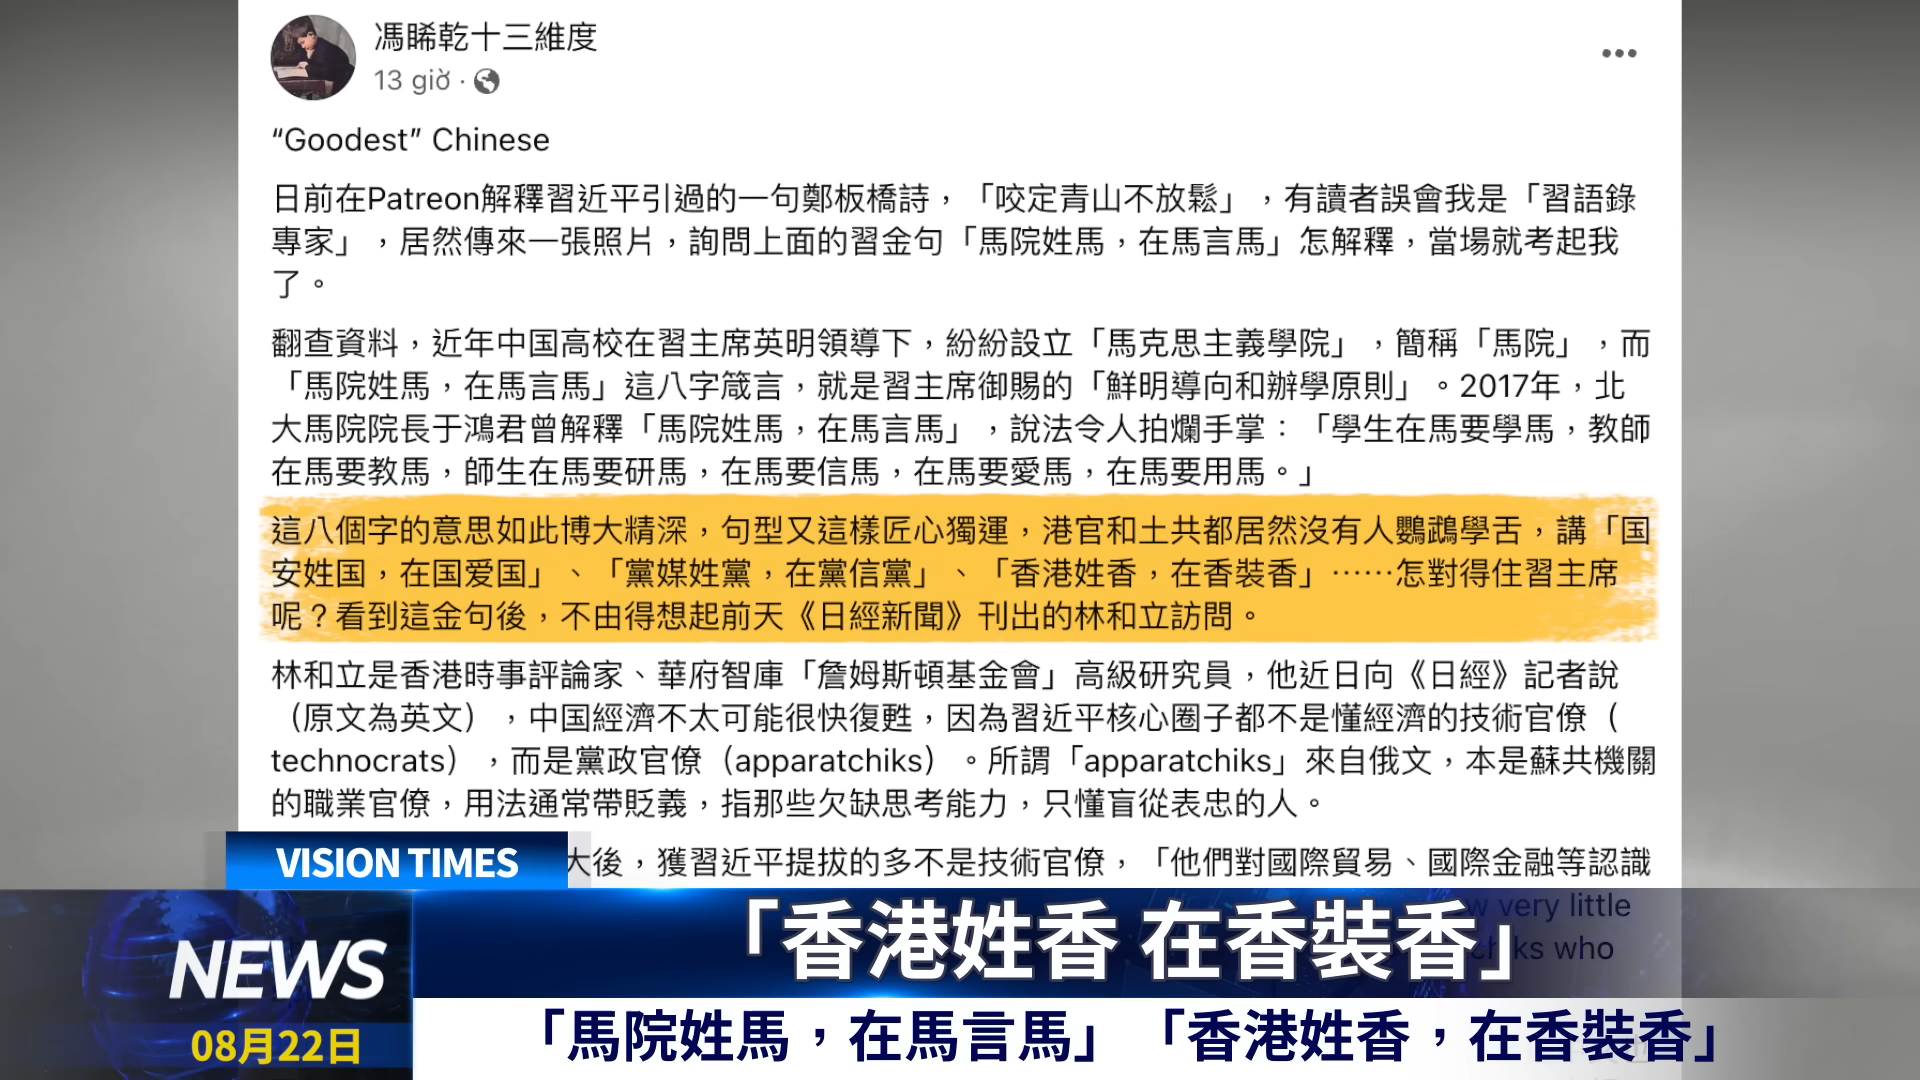 馮睎乾十三維度
13 giờ ·
“Goodest” Chinese
日前在Patreon解釋習近平引過的一句鄭板橋詩，「咬定青山不放鬆」，有讀者誤會我是「習語錄
專家」，居然傳來一張照片，詢問上面的習金句「馬院姓馬，在馬言馬」怎解釋，當場就考起我
了。
翻查資料，近年中国高校在習主席英明領導下，紛紛設立「馬克思主義學院」，簡稱「馬院」，而
「馬院姓馬，在馬言馬」這八字箴言，就是習主席御賜的「鮮明導向和辦學原則」。2017年，北
大馬院院長于鴻君曾解釋「馬院姓馬，在馬言馬」，說法令人拍爛手掌：「學生在馬要學馬，教師
在馬要教馬，師生在馬要研馬，在馬要信馬，在馬要愛馬，在馬要用馬。」
這八個字的意思如此博大精深，句型又這樣匠心獨運，港官和土共都居然沒有人鸚鵡學舌，講「国
安姓国，在国爱国」、「黨媒姓黨，在黨信黨」、「香港姓香，在香裝香」⋯⋯怎對得住習主席
呢？看到這金句後，不由得想起前天《日經新聞》刊出的林和立訪問。
林和立是香港時事評論家、華府智庫「詹姆斯頓基金會」高級研究員，他近日向《日經》記者說
（原文為英文），中国經濟不太可能很快復甦，因為習近平核心圈子都不是懂經濟的技術官僚（
technocrats），而是黨政官僚（apparatchiks）。所謂「apparatchiks」來自俄文，本是蘇共機關
的職業官僚，用法通常帶貶義，指那些欠缺思考能力，只懂盲從表忠的人。
大後，獲習近平提拔的多不是技術官僚，「他們對國際貿易、國際金融等認識
very little
who
VISION TIMES
NEWS
08月22日
「香港姓香 在香裝香」
「馬院姓馬，在馬言馬」「香港姓香，在香裝香」